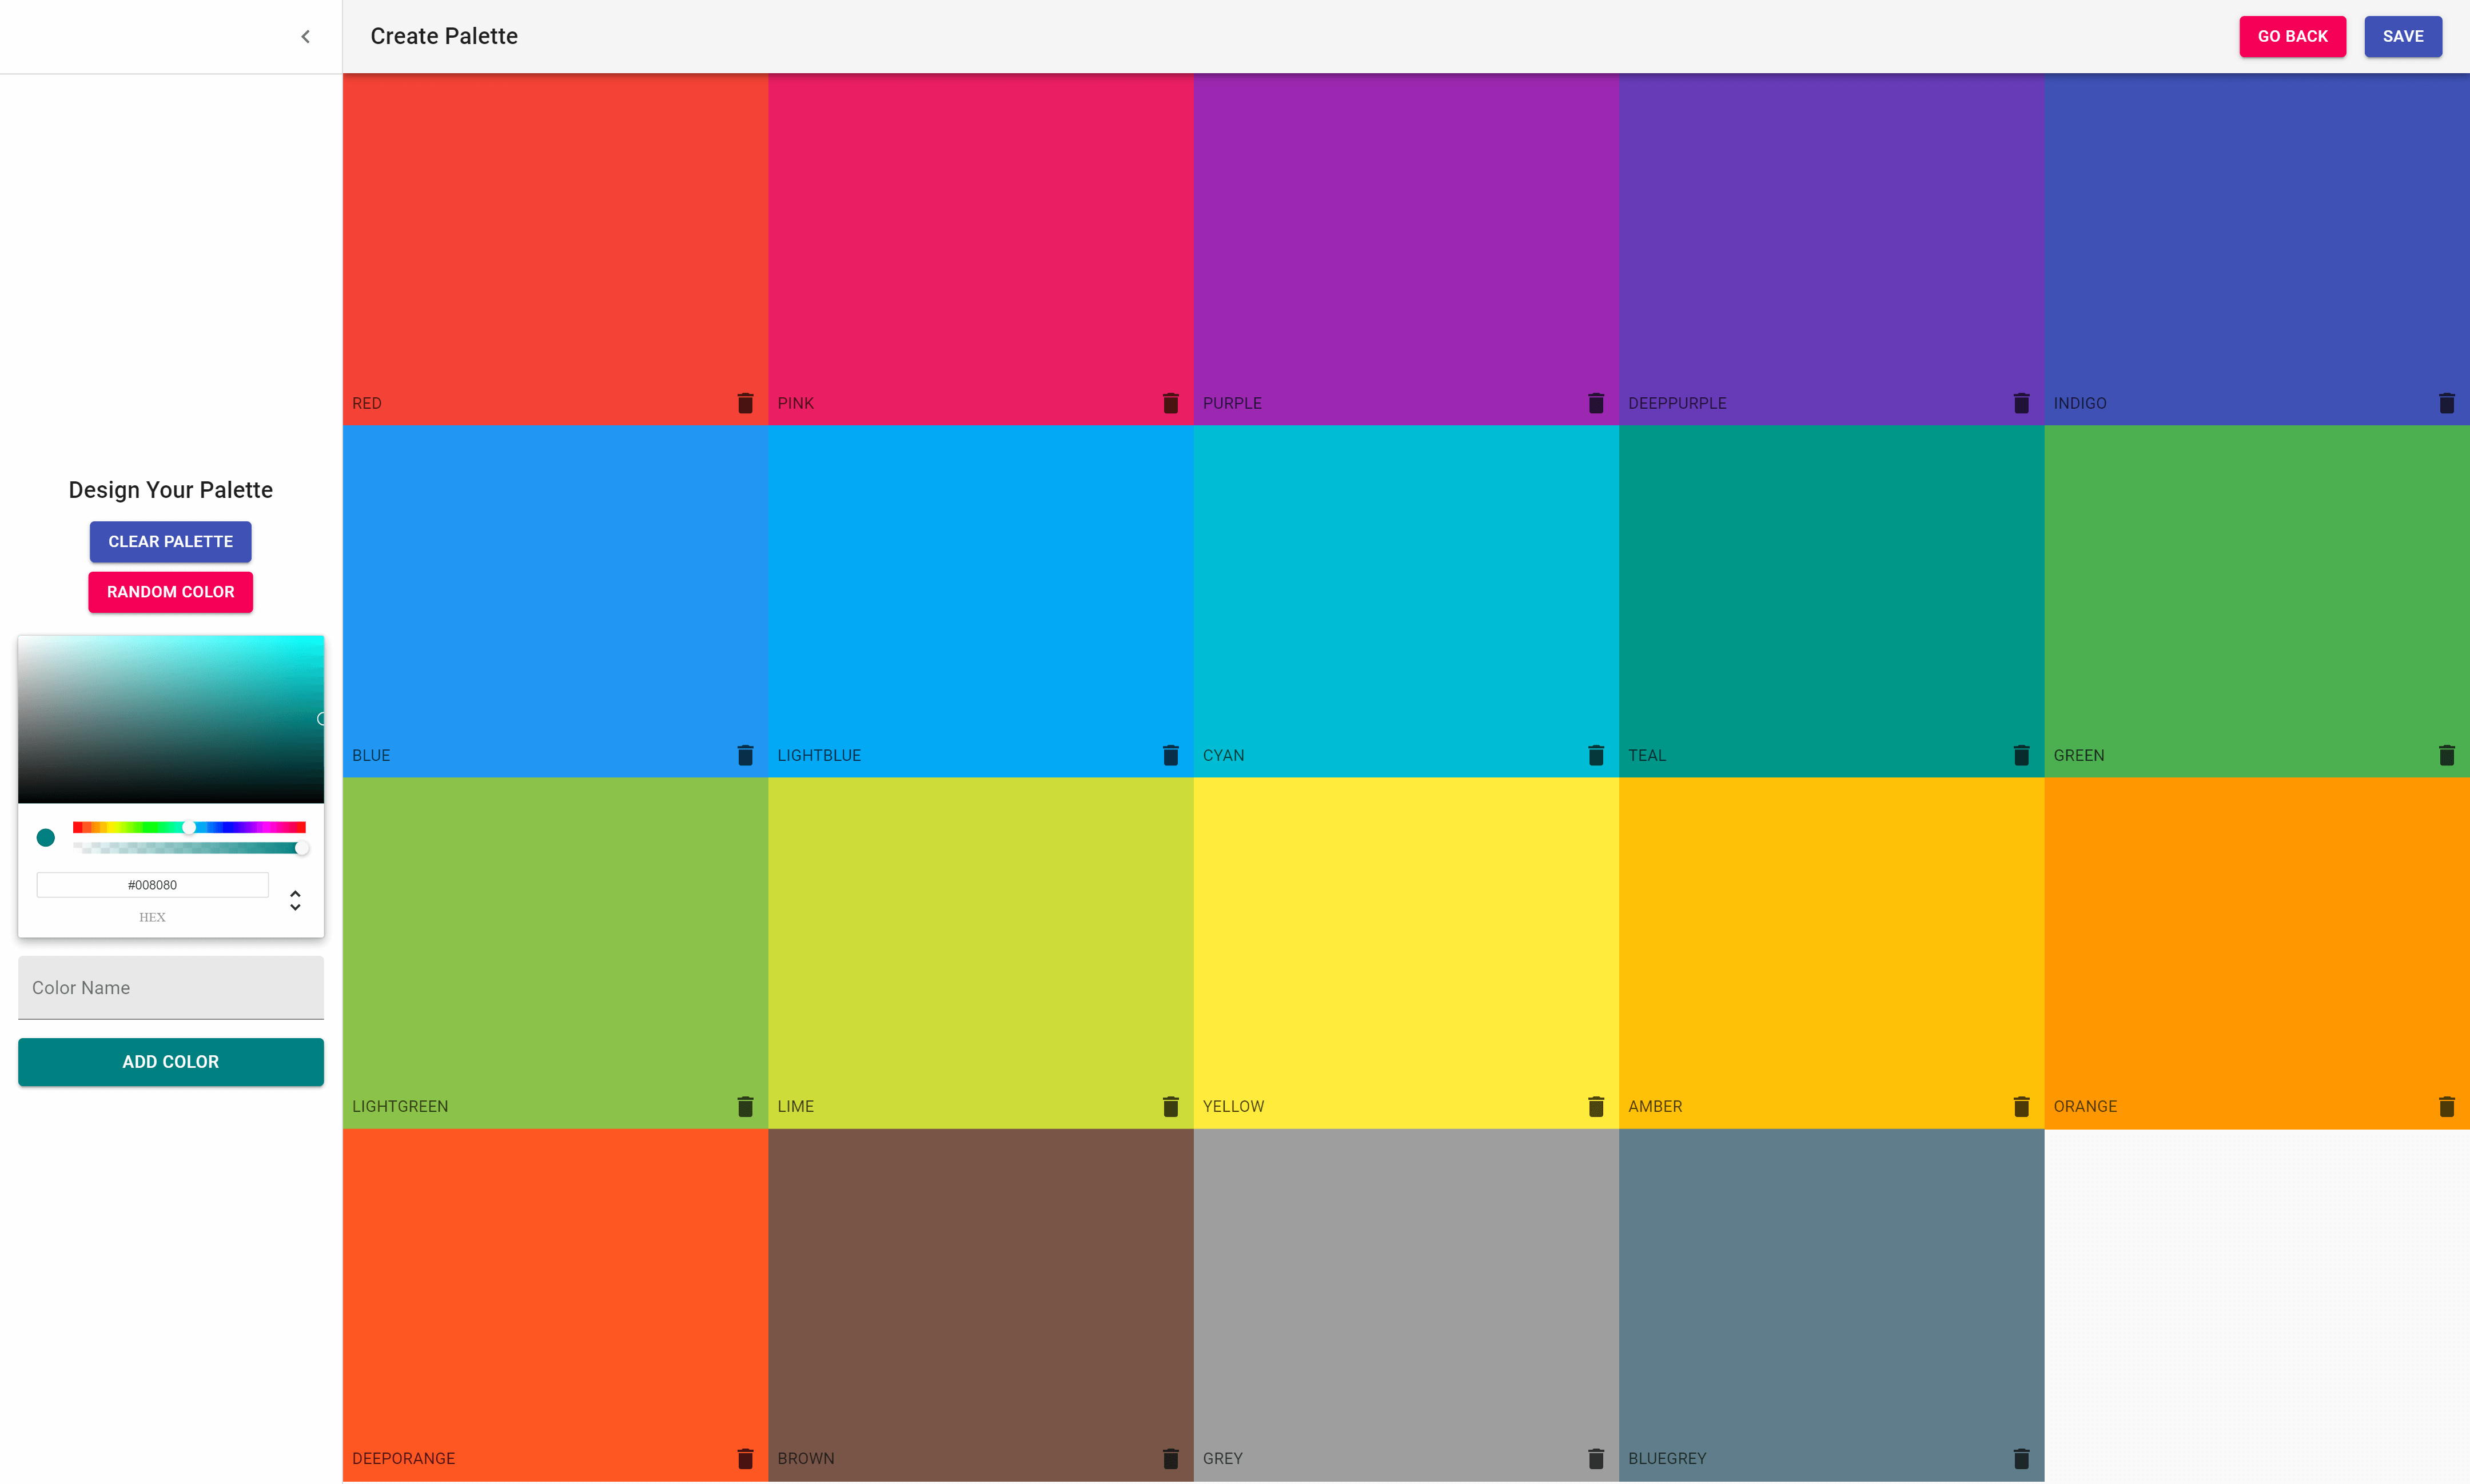 Create Palette
GO BACK
SAVE
Design Your Palette
CLEAR PALETTE
RANDOM COLOR
#008080
HEX
Color Name
ADD COLOR
RED
PINK
PURPLE
DEEPPURPLE
INDIGO
BLUE
LIGHTBLUE
CYAN
TEAL
GREEN
LIGHTGREEN
LIME
YELLOW
AMBER
ORANGE
DEEPORANGE
BROWN
GREY
BLUEGREY